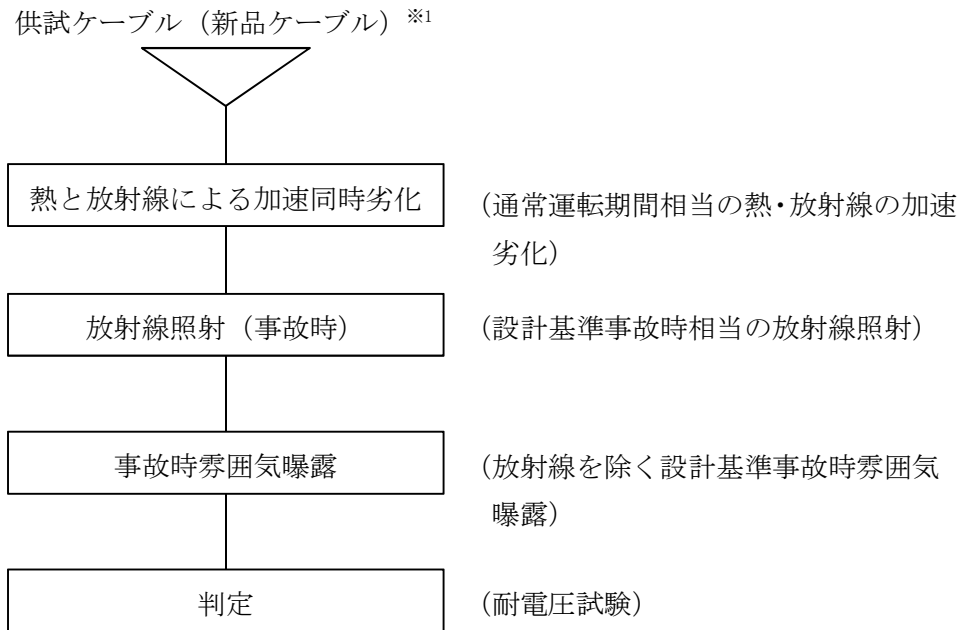 供試ケーブル（新品ケーブル）※1
熱と放射線による加速同時劣化
（通常運転期間相当の熱・放射線の加速
劣化）
放射線照射（事故時）
（設計基準事故時相当の放射線照射）
事故時雰囲気曝露
（放射線を除く設計基準事故時雰囲気
曝露）
判定
（耐電圧試験）